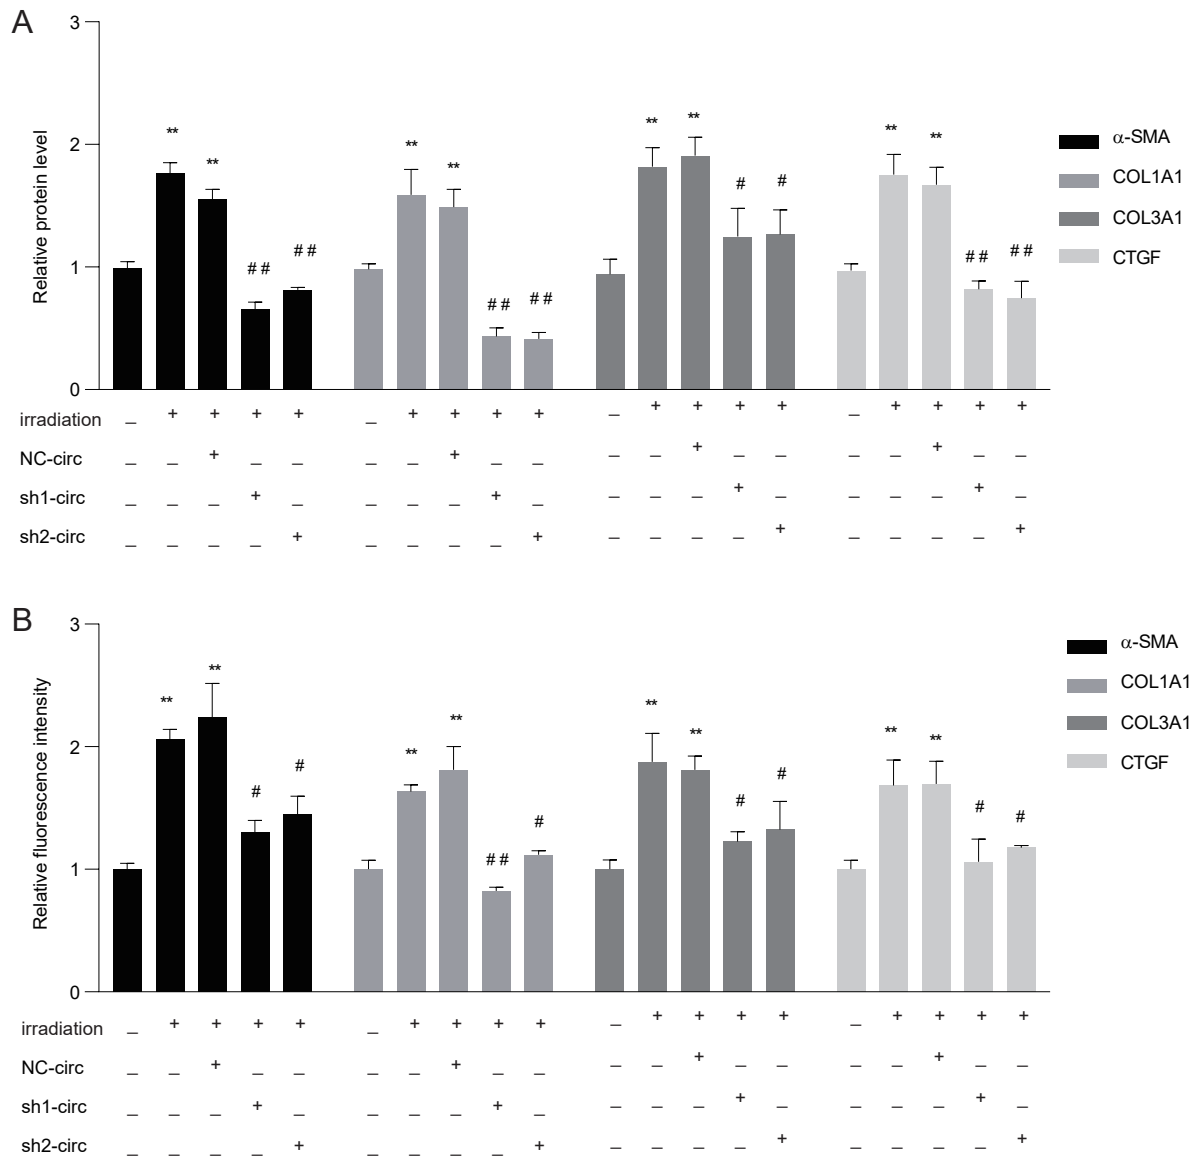 A
3
2
1
0
Relative protein level
** ** # # # #
** ** # # # #
** ** # #
** ** # # # #
α-SMA
COL1A1
COL3A1
CTGF
irradiation _ + + + + _ + + + + _ + + + + _ + + + +
NC-circ _ _ + _ _ _ _ + _ _ _ _ + _ _ _ _ + _ _
sh1-circ _ _ _ + _ _ _ _ + _ _ _ _ + _ _ _ _ + _
sh2-circ _ _ _ _ + _ _ _ _ + _ _ _ _ + _ _ _ _ +
B
3
2
1
0
Relative fluorescence intensity
** ** # #
** ** # # #
** ** # #
** ** # #
α-SMA
COL1A1
COL3A1
CTGF
irradiation _ + + + + _ + + + + _ + + + + _ + + + +
NC-circ _ _ + _ _ _ _ + _ _ _ _ + _ _ _ _ + _ _
sh1-circ _ _ _ + _ _ _ _ + _ _ _ _ + _ _ _ _ + _
sh2-circ _ _ _ _ + _ _ _ _ + _ _ _ _ + _ _ _ _ +